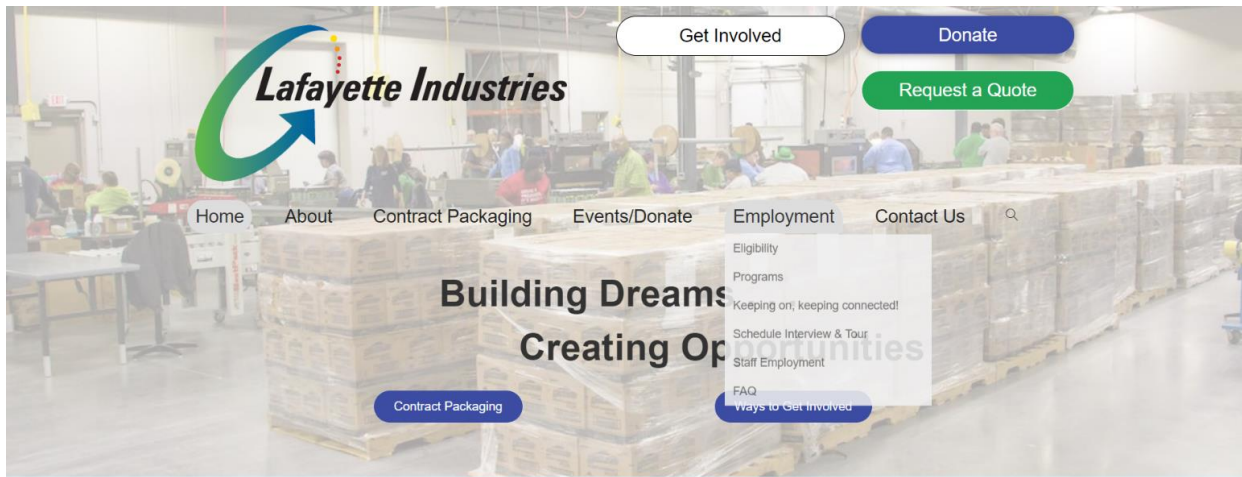 Get Involved
Donate
Lafayette Industries
Request a Quote
Home About Contract Packaging Events/Donate Employment Contact Us
Eligibility
Programs
Building Dreams
Keeping on, keeping connected!
Schedule Interview & Tour
Creating Opportunities
Staff Employment
FAQ
Contract Packaging
Ways to Get Involved